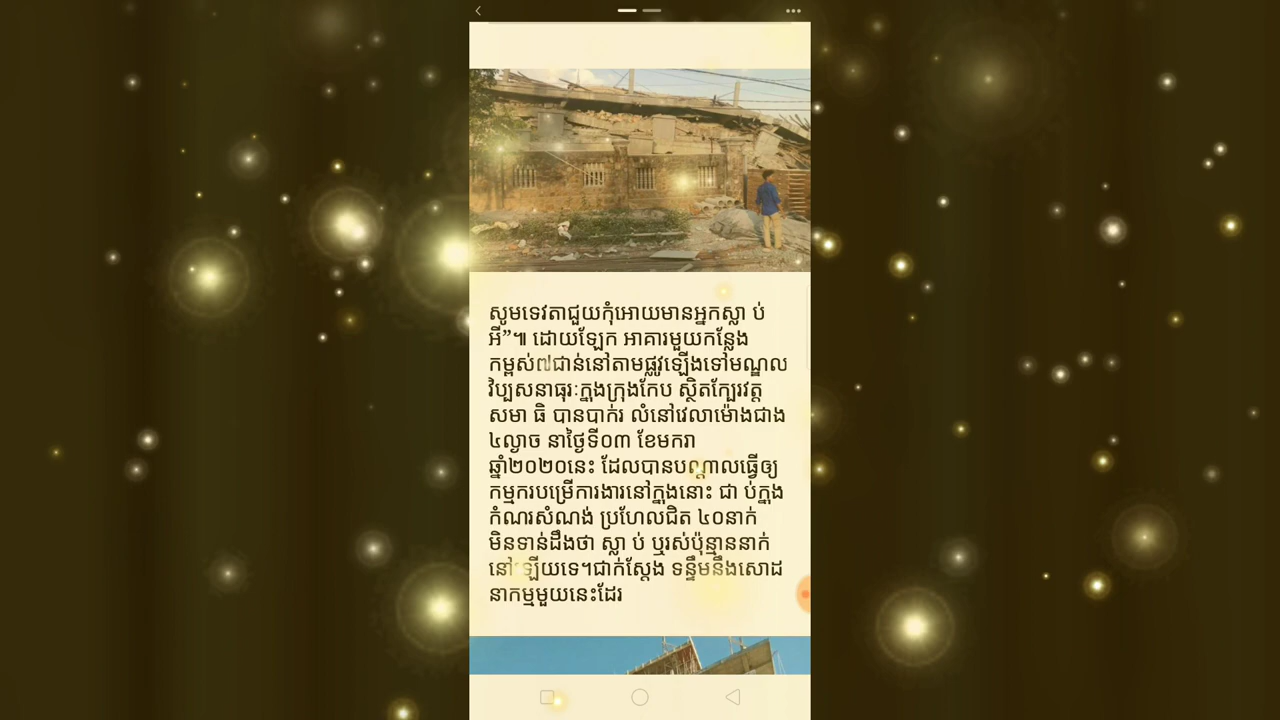 សូមទេវតាជួយកុំអោយមានអ្នកស្លា ប់
អី”៕ ដោយឡែក អាគារមួយកន្លែង
កម្ពស់៧ជាន់នៅតាមផ្លូវឡើងទៅមណ្ឌល
វិប្បសនាធុរៈក្នុងក្រុងកែប ស្ថិតក្បែរវត្ត
សមា ធិ បានបាក់រ លំនៅវេលាម៉ោងជាង
៤ល្ងាច នាថ្ងៃទី០៣ ខែមករា
ឆ្នាំ២០២០នេះ ដែលបានបណ្តាលធ្វើឲ្យ
កម្មករបម្រើការងារនៅក្នុងនោះ ជា ប់ក្នុង
កំណរសំណង់ ប្រហែលជិត ៤០នាក់
មិនទាន់ដឹងថា ស្លា ប់ ឬរស់ប៉ុន្មាននាក់
នៅឡើយទេ។ជាក់ស្តែង ទន្ទឹមនឹងសោដ
នាកម្មមួយនេះដែរ